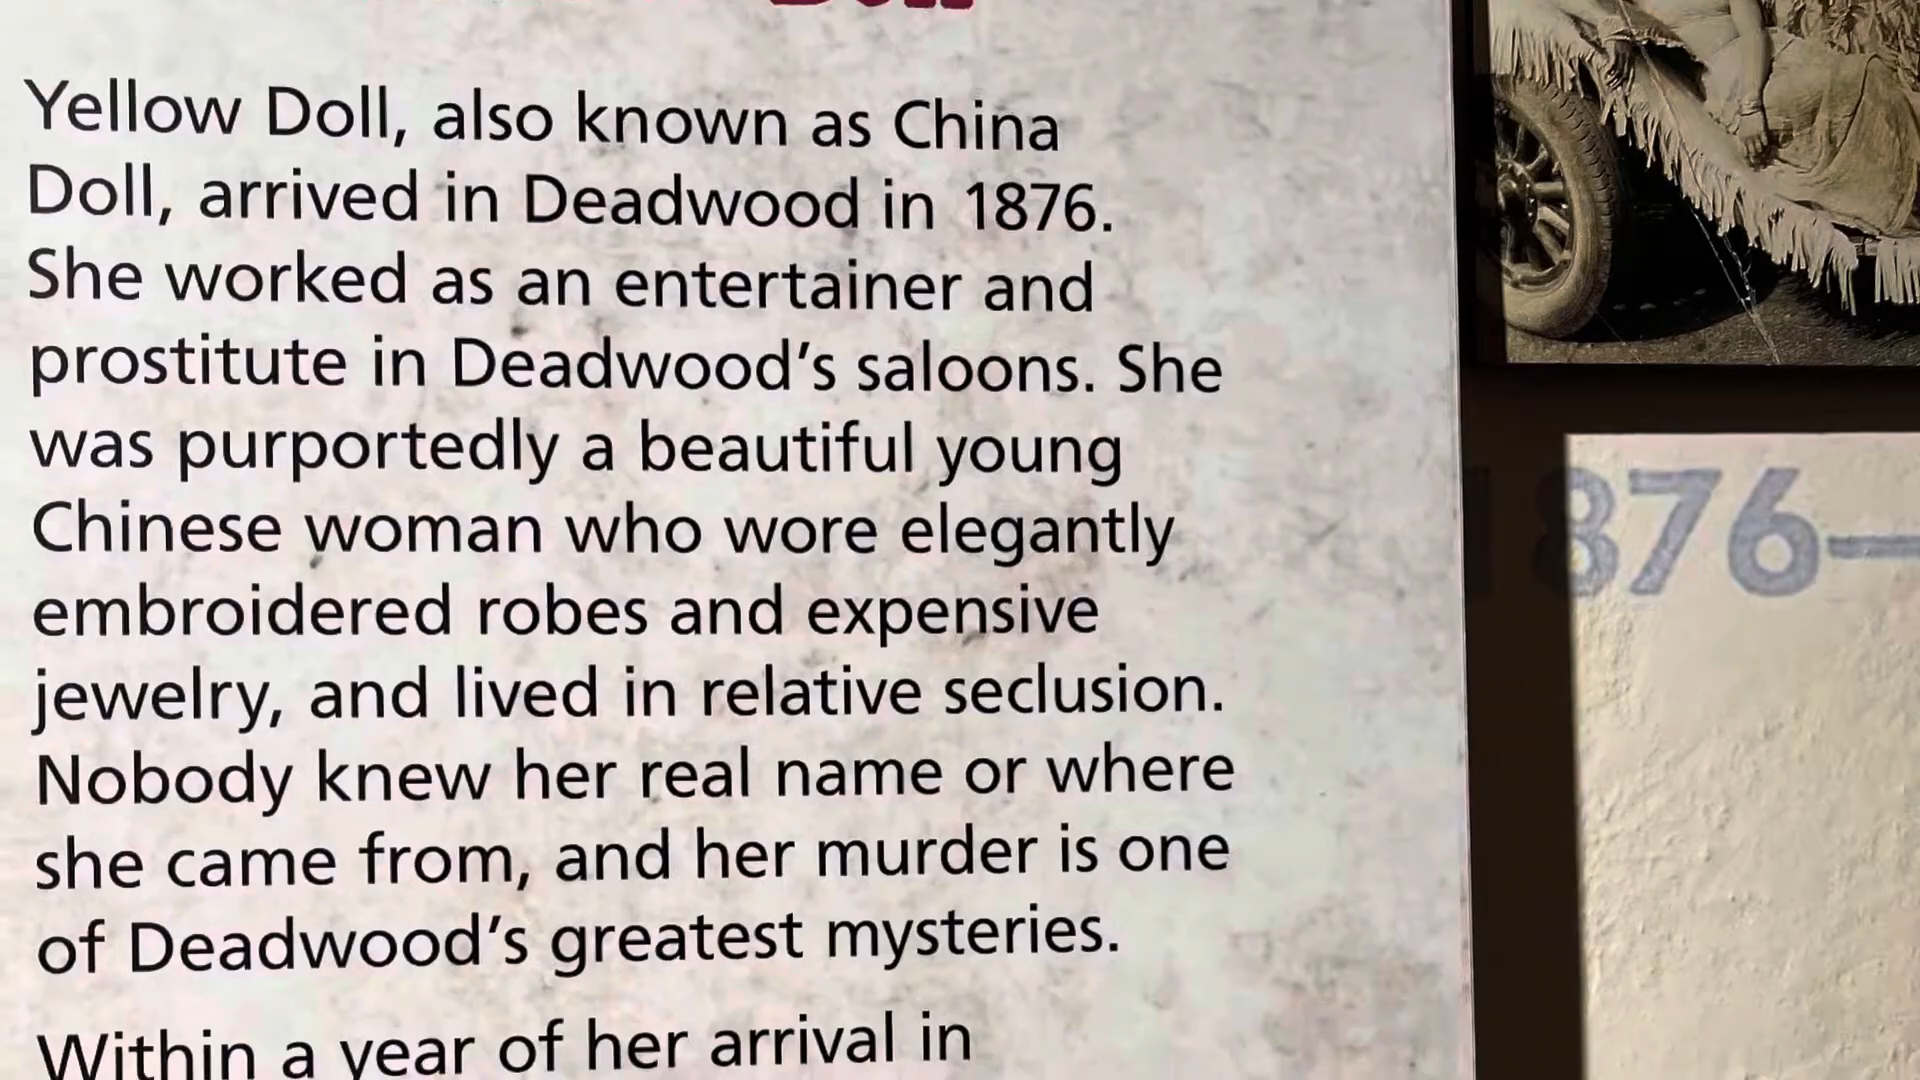 Doll
Yellow Doll, also known as China
Doll, arrived in Deadwood in 1876.
She worked as an entertainer and
prostitute in Deadwood's saloons. She
was purportedly a beautiful young
Chinese woman who wore elegantly
embroidered robes and expensive
jewelry, and lived in relative seclusion.
Nobody knew her real name or where
she came from, and her murder is one
of Deadwood's greatest mysteries.
Within a year of her arrival in
1876—